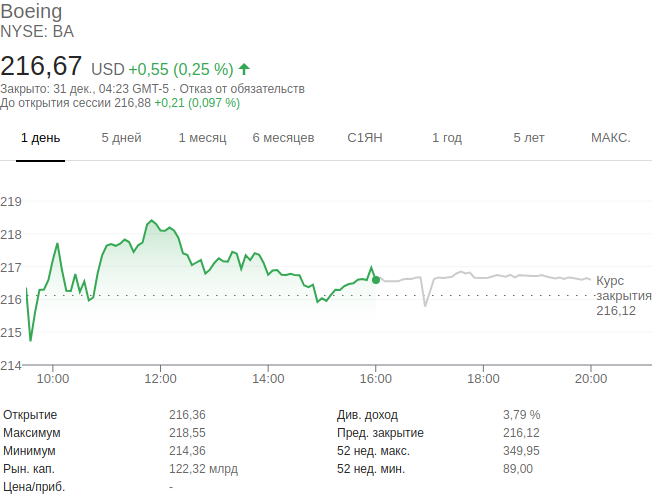 Boeing
NYSE: BA
216,67 USD +0,55 (0,25 %)
Закрыто: 31 дек., 04:23 GMT-5 · Отказ от обязательств
До открытия сессии 216,88 +0,21 (0,097 %)
1 день 5 дней 1 месяц 6 месяцев С1ЯН 1 год 5 лет МАКС.
219
218
217
216
215
214
Курс
закрытия
216,12
10:00 12:00 14:00 16:00 18:00 20:00
Открытие 216,36 Див. доход 3,79 %
Максимум 218,55 Пред. закрытие 216,12
Минимум 214,36 52 нед. макс. 349,95
Рын. кап. 122,32 млрд 52 нед. мин. 89,00
Цена/приб. -